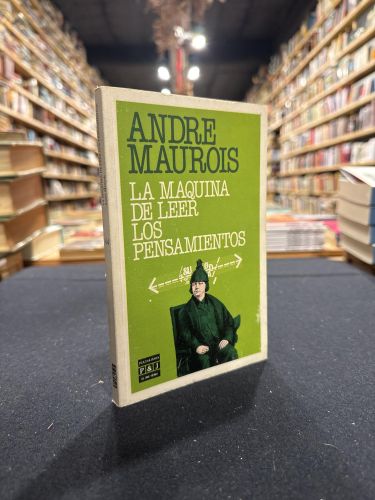 ANDRE
MAUROIS
LA MAQUINA
DE LEER
LOS
PENSAMIENTOS
P&J